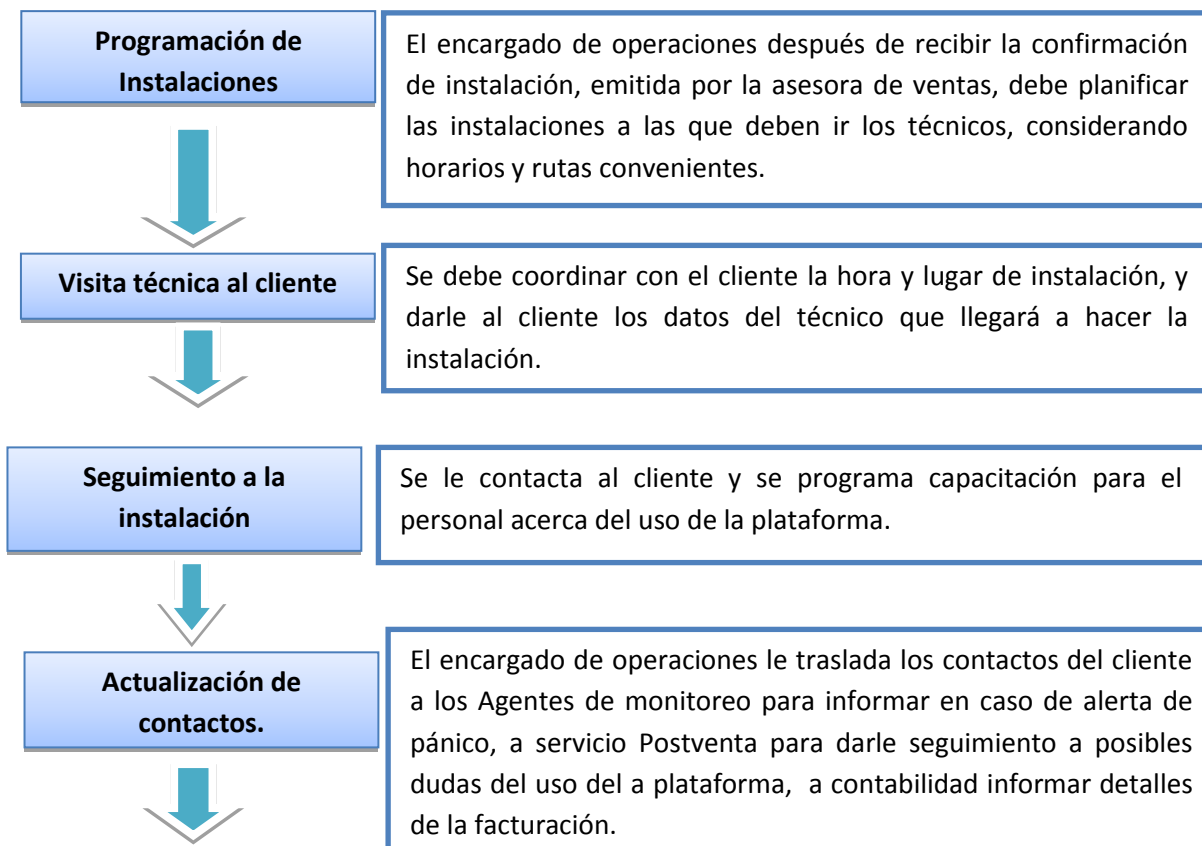 Programación de
Instalaciones
El encargado de operaciones después de recibir la confirmación
de instalación, emitida por la asesora de ventas, debe planificar
las instalaciones a las que deben ir los técnicos, considerando
horarios y rutas convenientes.
Visita técnica al cliente
Se debe coordinar con el cliente la hora y lugar de instalación, y
darle al cliente los datos del técnico que llegará a hacer la
instalación.
Seguimiento a la
instalación
Se le contacta al cliente y se programa capacitación para el
personal acerca del uso de la plataforma.
Actualización de
contactos.
El encargado de operaciones le traslada los contactos del cliente
a los Agentes de monitoreo para informar en caso de alerta de
pánico, a servicio Postventa para darle seguimiento a posibles
dudas del uso del a plataforma, a contabilidad informar detalles
de la facturación.